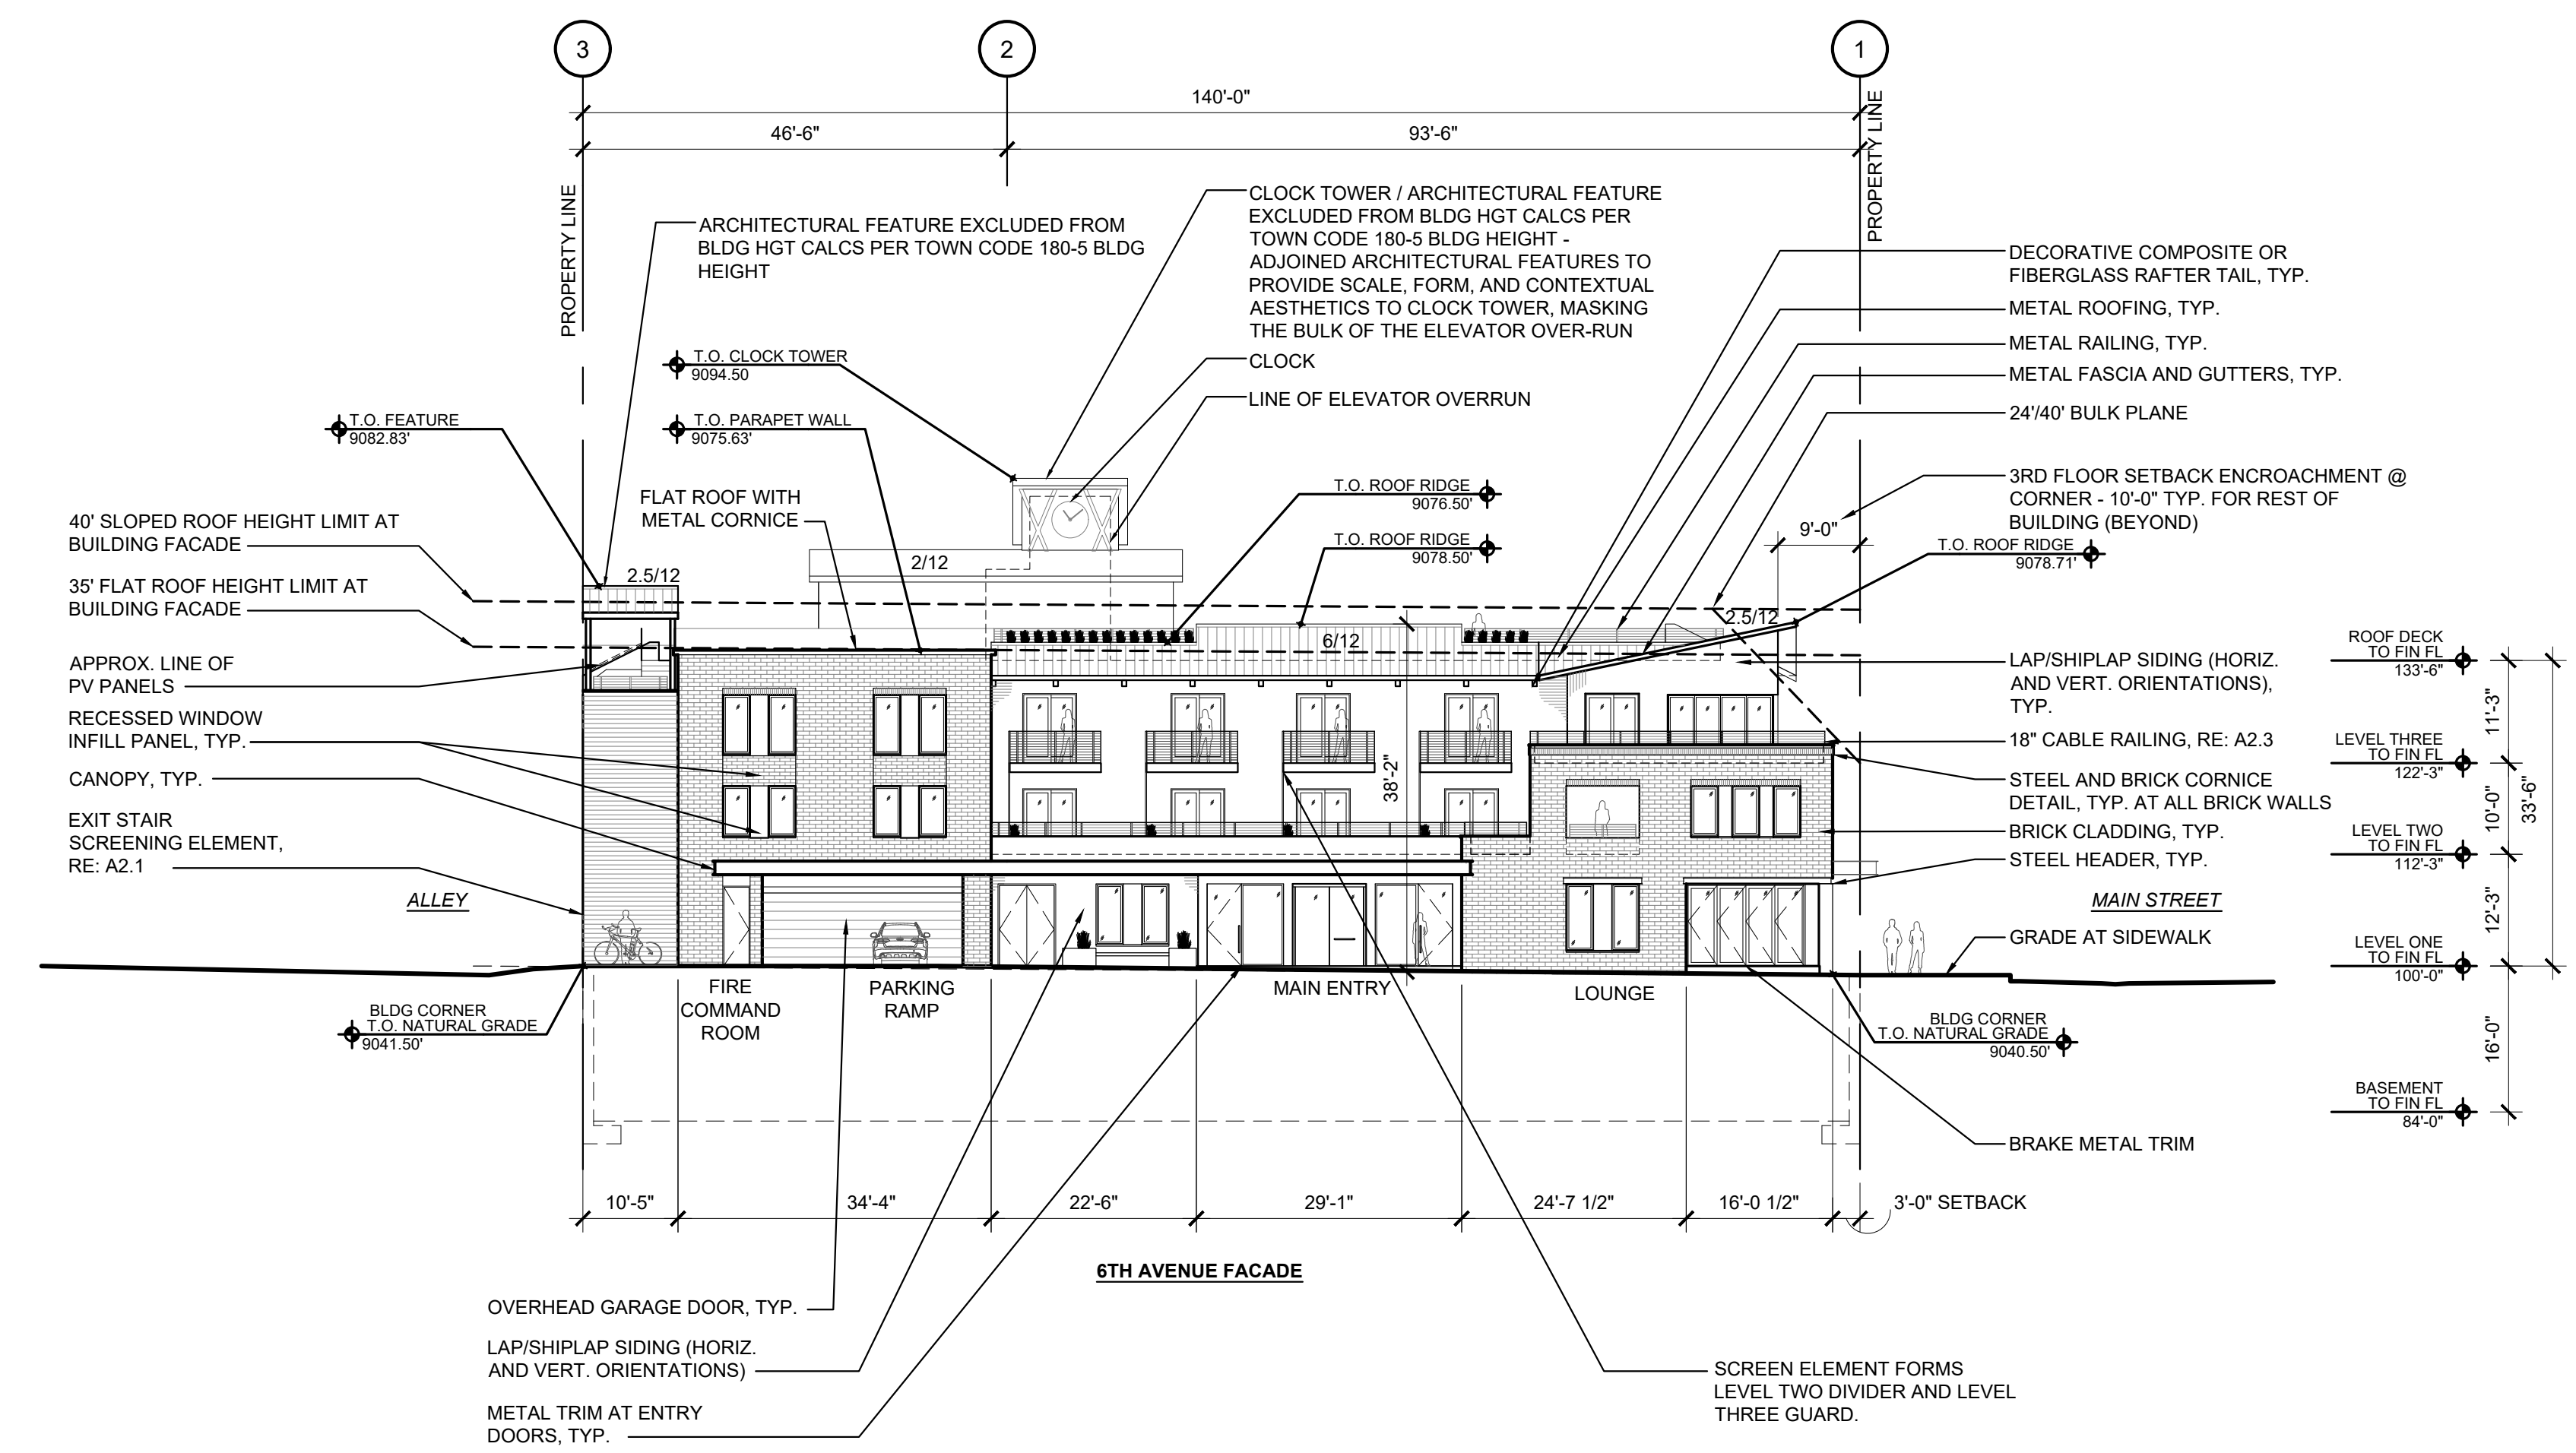 3
2
1
140'-0"
46'-6"
93'-6"
PROPERTY LINE
PROPERTY LINE
ARCHITECTURAL FEATURE EXCLUDED FROM
BLDG HGT CALCS PER TOWN CODE 180-5 BLDG
HEIGHT
CLOCK TOWER / ARCHITECTURAL FEATURE
EXCLUDED FROM BLDG HGT CALCS PER
TOWN CODE 180-5 BLDG HEIGHT -
ADJOINED ARCHITECTURAL FEATURES TO
PROVIDE SCALE, FORM, AND CONTEXTUAL
AESTHETICS TO CLOCK TOWER, MASKING
THE BULK OF THE ELEVATOR OVER-RUN
CLOCK
LINE OF ELEVATOR OVERRUN
DECORATIVE COMPOSITE OR
FIBERGLASS RAFTER TAIL, TYP.
METAL ROOFING, TYP.
METAL RAILING, TYP.
METAL FASCIA AND GUTTERS, TYP.
24'/40' BULK PLANE
3RD FLOOR SETBACK ENCROACHMENT @
CORNER - 10'-0" TYP. FOR REST OF
BUILDING (BEYOND)
9'-0"
T.O. CLOCK TOWER
9094.50
T.O. FEATURE
9082.83'
T.O. PARAPET WALL
9075.63'
T.O. ROOF RIDGE
9076.50'
T.O. ROOF RIDGE
9078.50'
T.O. ROOF RIDGE
9078.71'
FLAT ROOF WITH
METAL CORNICE
40' SLOPED ROOF HEIGHT LIMIT AT
BUILDING FACADE
35' FLAT ROOF HEIGHT LIMIT AT
BUILDING FACADE
APPROX. LINE OF
PV PANELS
RECESSED WINDOW
INFILL PANEL, TYP.
CANOPY, TYP.
EXIT STAIR
SCREENING ELEMENT,
RE: A2.1
ALLEY
2.5/12
2/12
6/12
2.5/12
38'-2"
LAP/SHIPLAP SIDING (HORIZ.
AND VERT. ORIENTATIONS),
TYP.
18" CABLE RAILING, RE: A2.3
STEEL AND BRICK CORNICE
DETAIL, TYP. AT ALL BRICK WALLS
BRICK CLADDING, TYP.
STEEL HEADER, TYP.
MAIN STREET
GRADE AT SIDEWALK
ROOF DECK
TO FIN FL
133'-6"
LEVEL THREE
TO FIN FL
122'-3"
LEVEL TWO
TO FIN FL
112'-3"
LEVEL ONE
TO FIN FL
100'-0"
BASEMENT
TO FIN FL
84'-0"
11'-3"
10'-0"
12'-3"
33'-6"
16'-0"
FIRE
COMMAND
ROOM
PARKING
RAMP
MAIN ENTRY
LOUNGE
BLDG CORNER
T.O. NATURAL GRADE
9041.50'
BLDG CORNER
T.O. NATURAL GRADE
9040.50'
BRAKE METAL TRIM
10'-5"
34'-4"
22'-6"
29'-1"
24'-7 1/2"
16'-0 1/2"
3'-0" SETBACK
6TH AVENUE FACADE
OVERHEAD GARAGE DOOR, TYP.
LAP/SHIPLAP SIDING (HORIZ.
AND VERT. ORIENTATIONS)
METAL TRIM AT ENTRY
DOORS, TYP.
SCREEN ELEMENT FORMS
LEVEL TWO DIVIDER AND LEVEL
THREE GUARD.